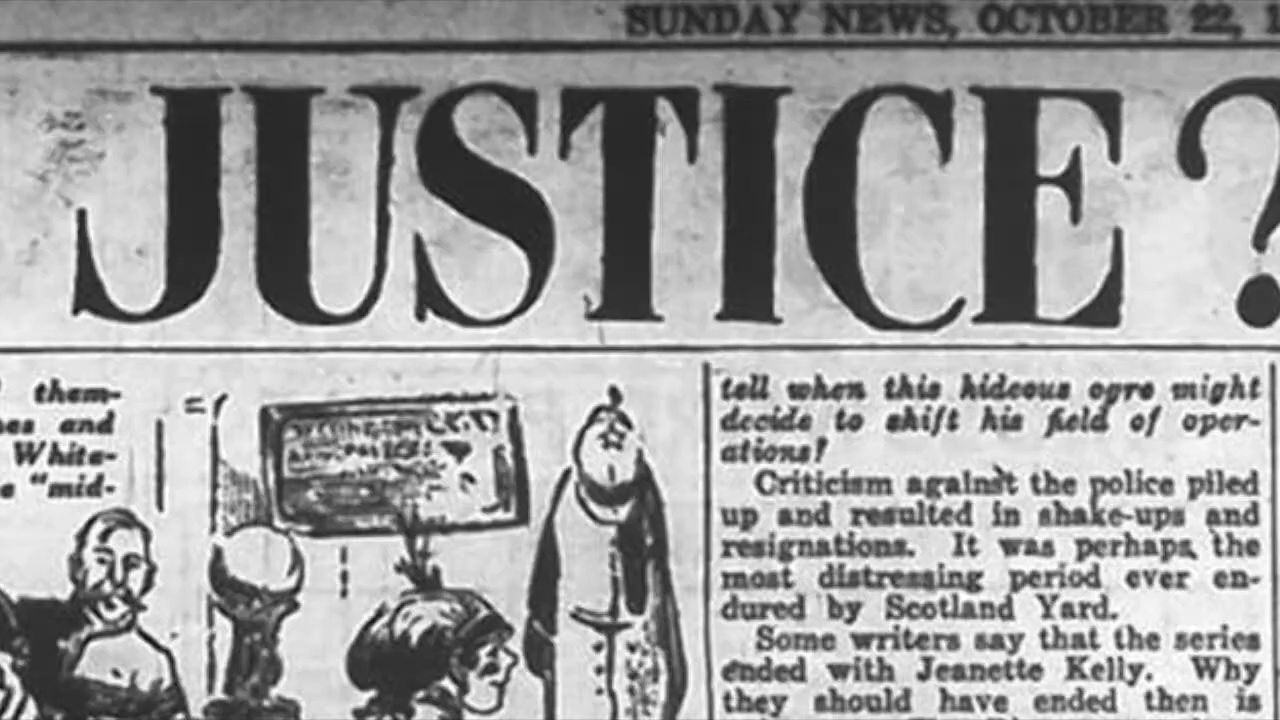 SUNDAY NEWS, OCTOBER 22, 1
JUSTICE?
them-
and
White-
"mid-
tell when this hideous ogre might
decide to shift his field of oper-
ations!
Criticism against the police piled
up and resulted in shake-ups and
resignations. It was perhaps the
most distressing period ever en-
dured by Scotland Yard.
Some writers say that the series
ended with Jeanette Kelly. Why
they should have ended then is